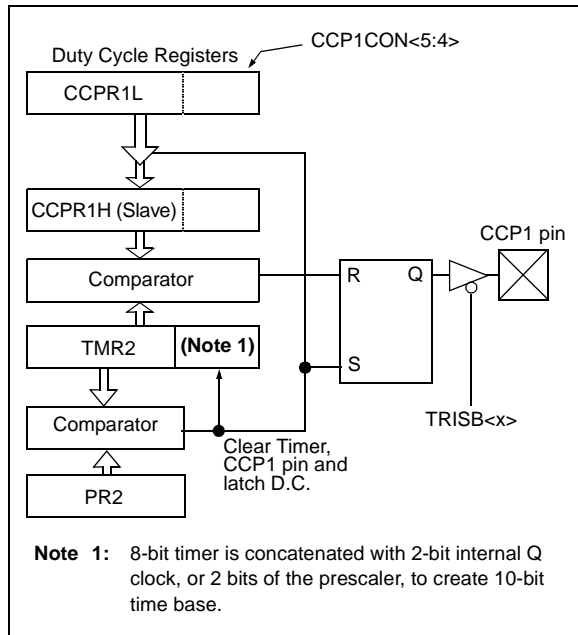 CCP1CON<5:4>
Duty Cycle Registers
CCPR1L
CCPR1H (Slave)
CCP1 pin
Comparator
R
Q
TMR2
(Note 1)
S
Comparator
TRISB<x>
Clear Timer,
CCP1 pin and
latch D.C.
PR2
Note 1: 8-bit timer is concatenated with 2-bit internal Q
clock, or 2 bits of the prescaler, to create 10-bit
time base.